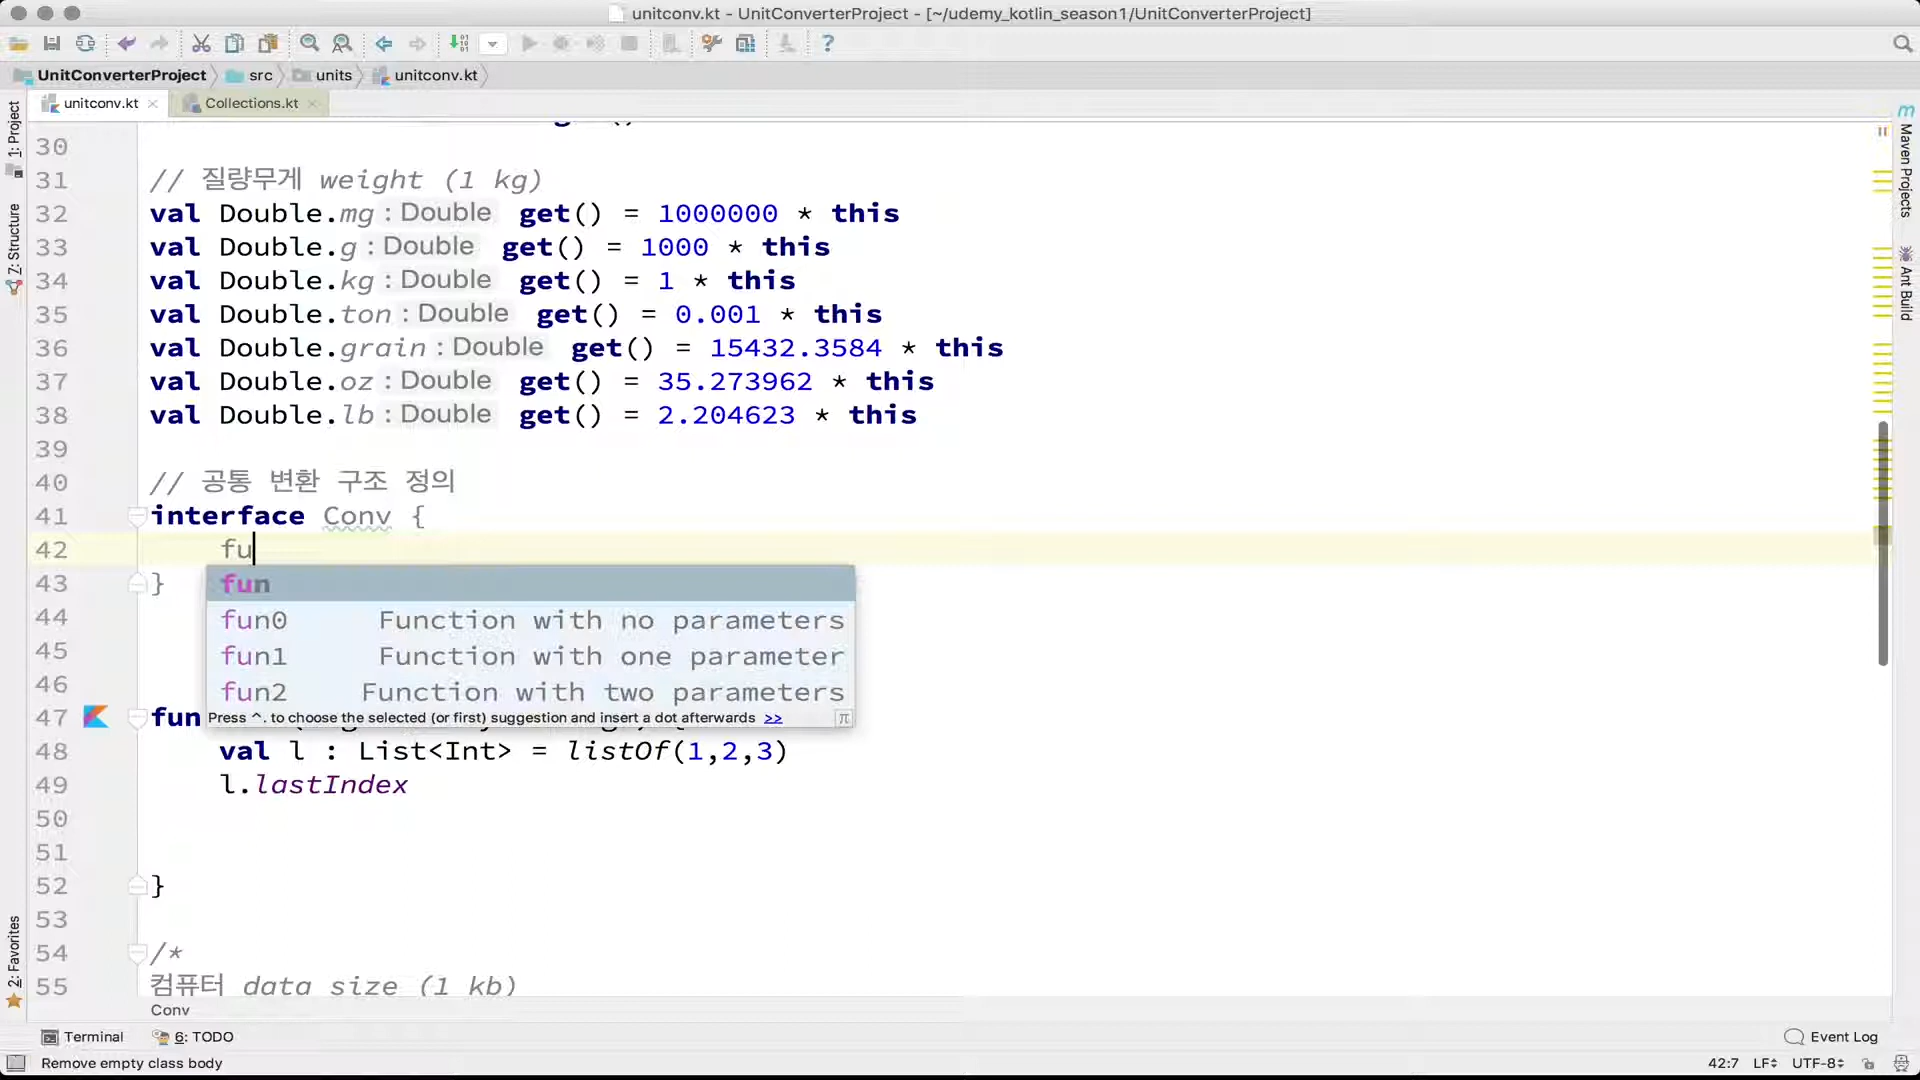 unitconv.kt - UnitConverterProject - [~/udemy_kotlin_season1/UnitConverterProject]
UnitConverterProject src units unitconv.kt
unitconv.kt Collections.kt
1: Project
7: Structure
2: Favorites
Maven Projects
Ant Build
30
31 // 질량무게 weight (1 kg)
32 val Double.mg : Double get() = 1000000 * this
33 val Double.g : Double get() = 1000 * this
34 val Double.kg : Double get() = 1 * this
35 val Double.ton : Double get() = 0.001 * this
36 val Double.grain : Double get() = 15432.3584 * this
37 val Double.oz : Double get() = 35.273962 * this
38 val Double.lb : Double get() = 2.204623 * this
39
40 // 공통 변환 구조 정의
41 interface Conv {
42 fu
43 }
fun
fun0 Function with no parameters
fun1 Function with one parameter
fun2 Function with two parameters
Press ^. to choose the selected (or first) suggestion and insert a dot afterwards >> π
44
45
46
47 fun
48 val l : List<Int> = listOf(1,2,3)
49 l.lastIndex
50
51
52 }
53
54 /*
55 컴퓨터 data size (1 kb)
Conv
Terminal 6: TODO Event Log
Remove empty class body 42:7 LF UTF-8